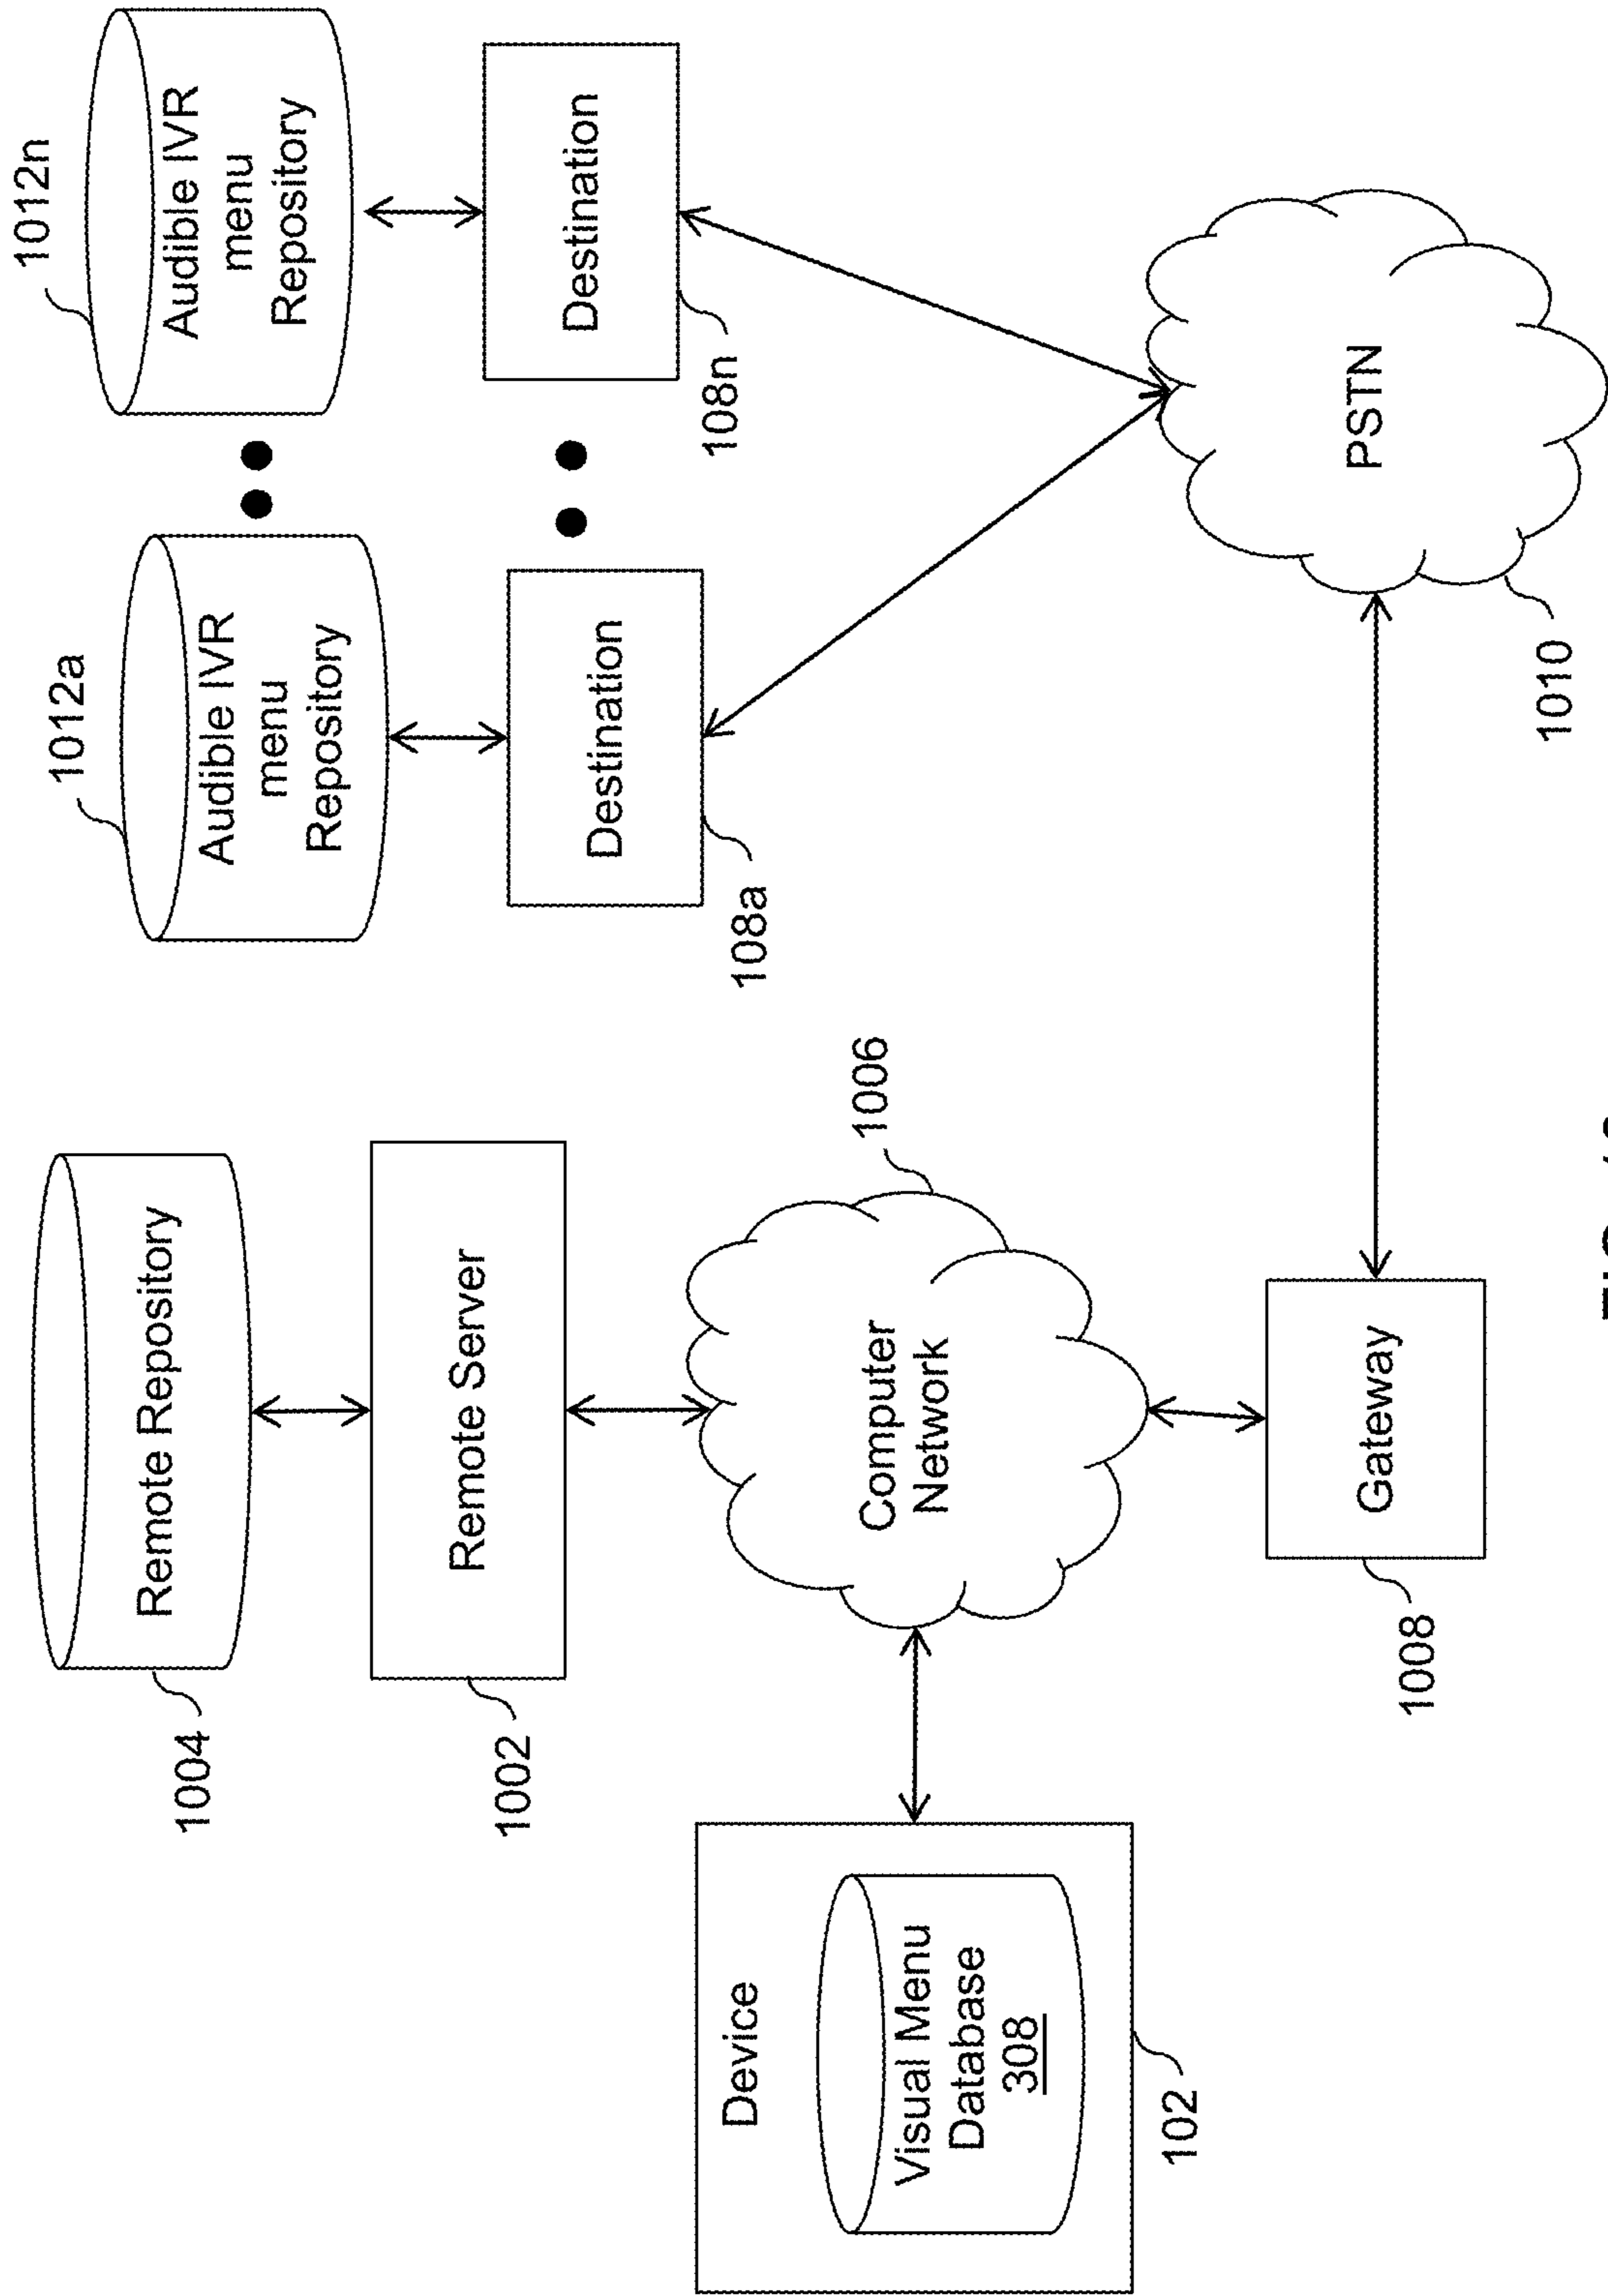 1004
Remote Repository
1002
Remote Server
Device
Visual Menu
Database
308
102
Computer
Network
1006
1008
Gateway
1012a
Audible IVR
menu
Repository
Destination
108a
1012n
Audible IVR
menu
Repository
Destination
108n
PSTN
1010